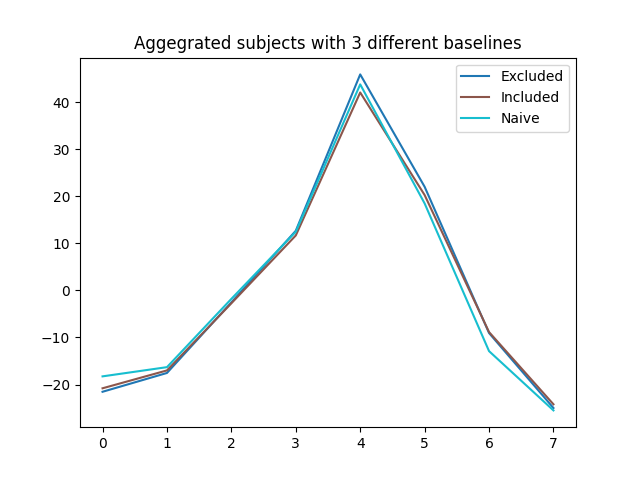 Aggegrated subjects with 3 different baselines
Excluded
Included
Naive
40
30
20
10
0
−10
−20
0 1 2 3 4 5 6 7